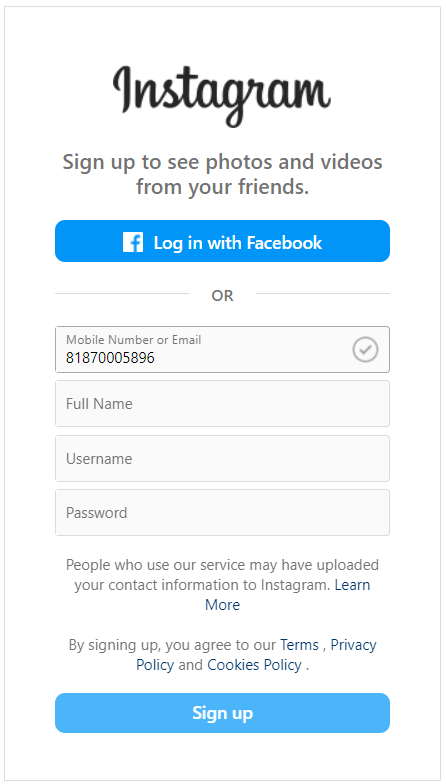 Instagram
Sign up to see photos and videos
from your friends.
Log in with Facebook
OR
Mobile Number or Email
81870005896
Full Name
Username
Password
People who use our service may have uploaded
your contact information to Instagram. Learn
More
By signing up, you agree to our Terms , Privacy
Policy and Cookies Policy .
Sign up